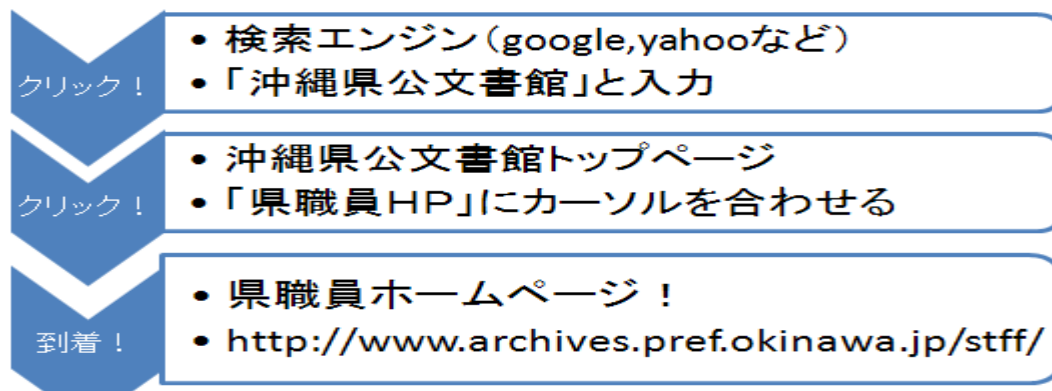 クリック！
• 検索エンジン（google,yahooなど）
• 「沖縄県公文書館」と入力
クリック！
• 沖縄県公文書館トップページ
• 「県職員ＨＰ」にカーソルを合わせる
到着！
• 県職員ホームページ！
• http://www.archives.pref.okinawa.jp/stff/